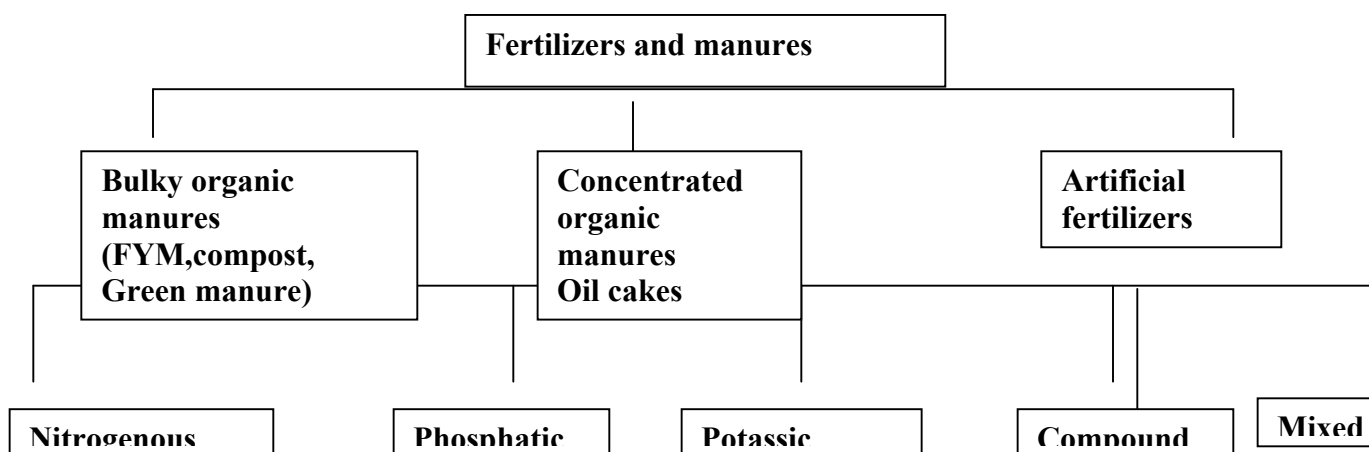 Fertilizers and manures
Bulky organic
manures
(FYM,compost,
Green manure)
Concentrated
organic
manures
Oil cakes
Artificial
fertilizers
Nitrogenous
Phosphatic
Potassic
Compound
Mixed